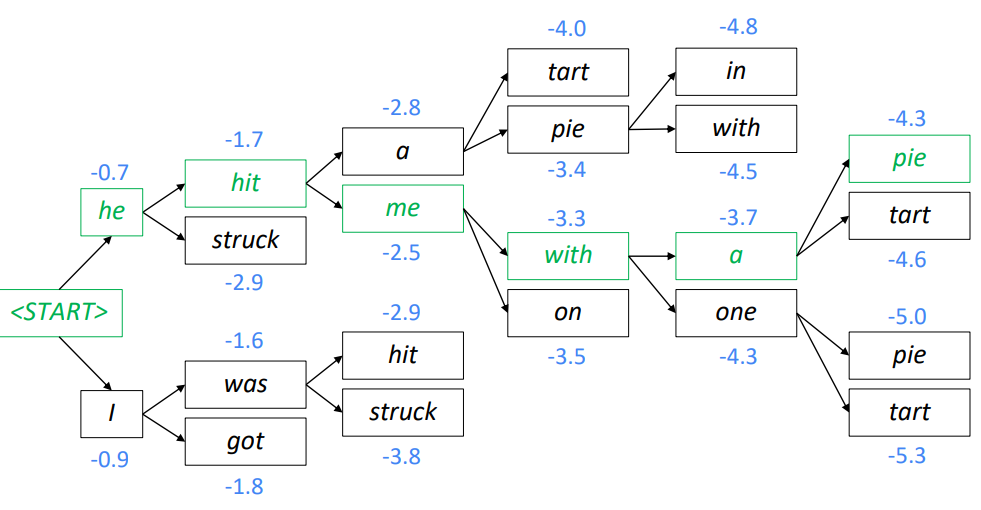 -4.0
-4.8
tart
in
-2.8
-4.3
pie
with
-1.7
a
pie
-0.7
-3.4
-4.5
hit
he
me
-3.3
-3.7
tart
struck
-2.5
with
a
-4.6
-2.9
<START>
-2.9
on
one
-5.0
-1.6
hit
-3.5
-4.3
pie
was
I
struck
tart
got
-0.9
-3.8
-5.3
-1.8